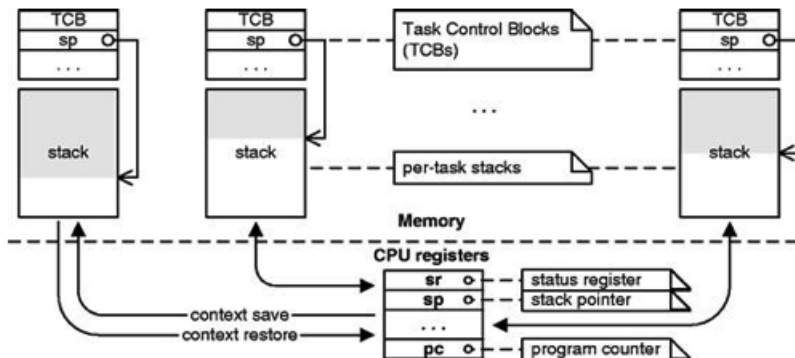 TCB
sp
...
stack
TCB
sp
...
stack
Task Control Blocks
(TCBs)
...
per-task stacks
TCB
sp
...
stack
Memory
CPU registers
sr
sp
...
pc
status register
stack pointer
program counter
context save
context restore